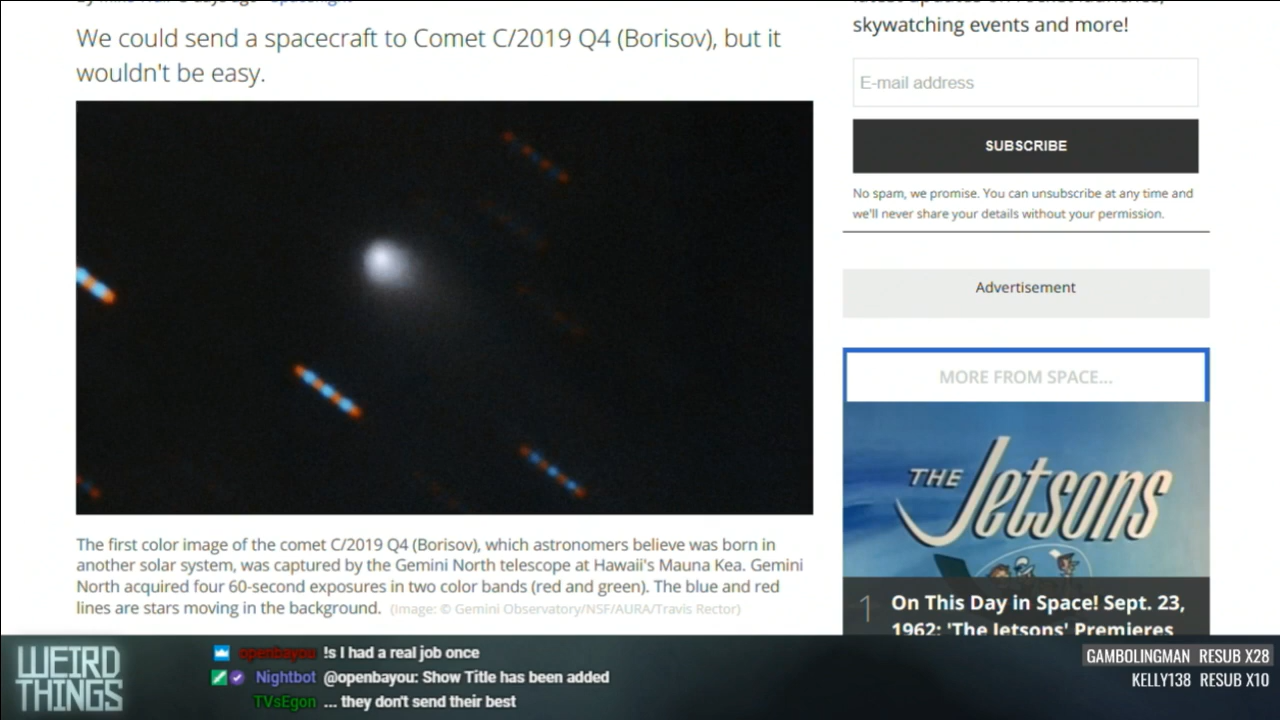 We could send a spacecraft to Comet C/2019 Q4 (Borisov), but it
wouldn't be easy.
The first color image of the comet C/2019 Q4 (Borisov), which astronomers believe was born in
another solar system, was captured by the Gemini North telescope at Hawaii's Mauna Kea. Gemini
North acquired four 60-second exposures in two color bands (red and green). The blue and red
lines are stars moving in the background. (Image: © Gemini Observatory/NSF/AURA/Travis Rector)
skywatching events and more!
E-mail address
SUBSCRIBE
No spam, we promise. You can unsubscribe at any time and
we'll never share your details without your permission.
Advertisement
MORE FROM SPACE...
THE Jetsons
1 On This Day in Space! Sept. 23,
1962: 'The Jetsons' Premieres
WEIRD
THINGS
openbayou !s I had a real job once
Nightbot @openbayou: Show Title has been added
TVsEgon ... they don't send their best
GAMBOLINGMAN RESUB X28
KELLY138 RESUB X10